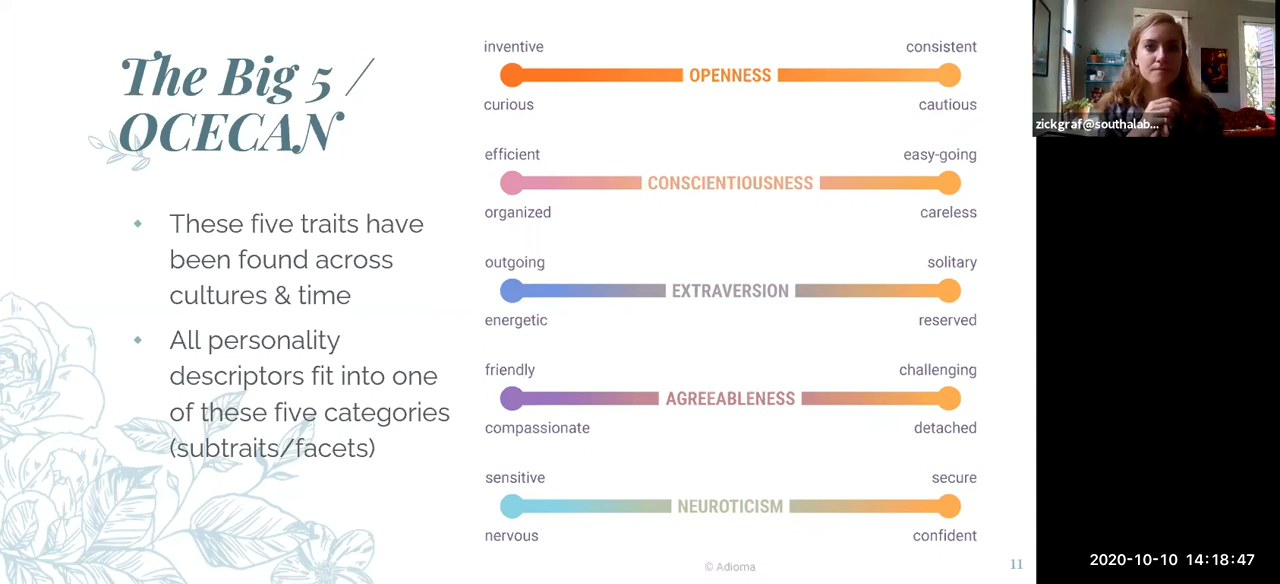 The Big 5 /
OCECAN
These five traits have
been found across
cultures & time
All personality
descriptors fit into one
of these five categories
(subtraits/facets)
inventive
consistent
OPENNESS
curious
cautious
efficient
easy-going
CONSCIENTIOUSNESS
organized
careless
outgoing
solitary
EXTRAVERSION
energetic
reserved
friendly
challenging
AGREEABLENESS
compassionate
detached
sensitive
secure
NEUROTICISM
nervous
confident
© Adioma
11
zickgraf@southalab...
2020-10-10 14:18:47